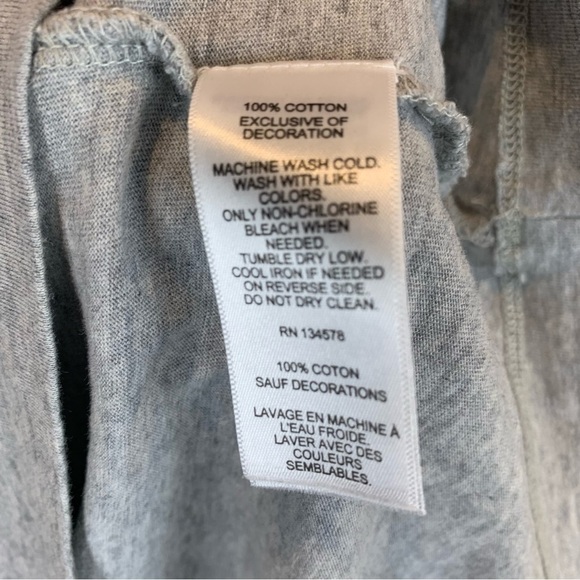 100% COTTON
EXCLUSIVE OF
DECORATION
MACHINE WASH COLD.
WASH WITH LIKE
COLORS.
ONLY NON-CHLORINE
BLEACH WHEN
NEEDED.
TUMBLE DRY LOW.
COOL IRON IF NEEDED
ON REVERSE SIDE.
DO NOT DRY CLEAN.
RN 134578
100% COTON
SAUF DECORATIONS
LAVAGE EN MACHINE À
L'EAU FROIDE.
LAVER AVEC DES
COULEURS
SEMBLABLES.